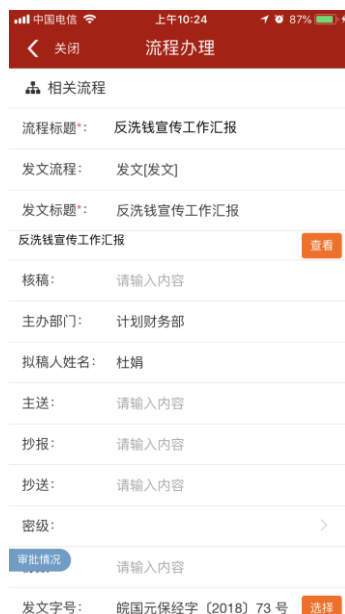 中国电信 上午10:24 87%
关闭 流程办理
相关流程
流程标题*: 反洗钱宣传工作汇报
发文流程: 发文[发文]
发文标题*: 反洗钱宣传工作汇报
反洗钱宣传工作汇报 查看
核稿: 请输入内容
主办部门: 计划财务部
拟稿人姓名: 杜娟
主送: 请输入内容
抄报: 请输入内容
抄送: 请输入内容
密级:
审批情况
请输入内容
发文字号: 皖国元保经字〔2018〕73 号 选择